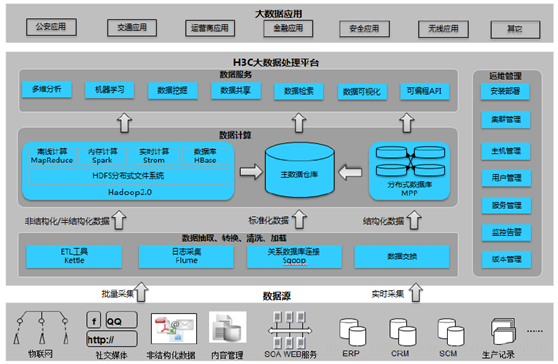 大数据应用
公安应用 交通应用 运营商应用 金融应用 安全应用 无线应用 其它
H3C大数据处理平台
数据服务
多维分析 机器学习 数据挖掘 数据共享 数据检索 数据可视化 可编程API
数据计算
离线计算 内存计算 实时计算 数据库
MapReduce Spark Strom HBase
HDFS分布式文件系统
Hadoop2.0
主数据仓库
分布式数据库
MPP
非结构化/半结构化数据 标准化数据 结构化数据
数据抽取、转换、清洗、加载
ETL工具 日志采集 关系数据库连接 数据交换
Kettle Flume Sqoop
运维管理
安装部署
集群管理
主机管理
用户管理
服务管理
监控告警
版本管理
批量采集 数据源 实时采集
f QQ
http://
物联网 社交媒体 非结构化数据 内容管理 SOA WEB服务 ERP CRM SCM 生产记录 ……